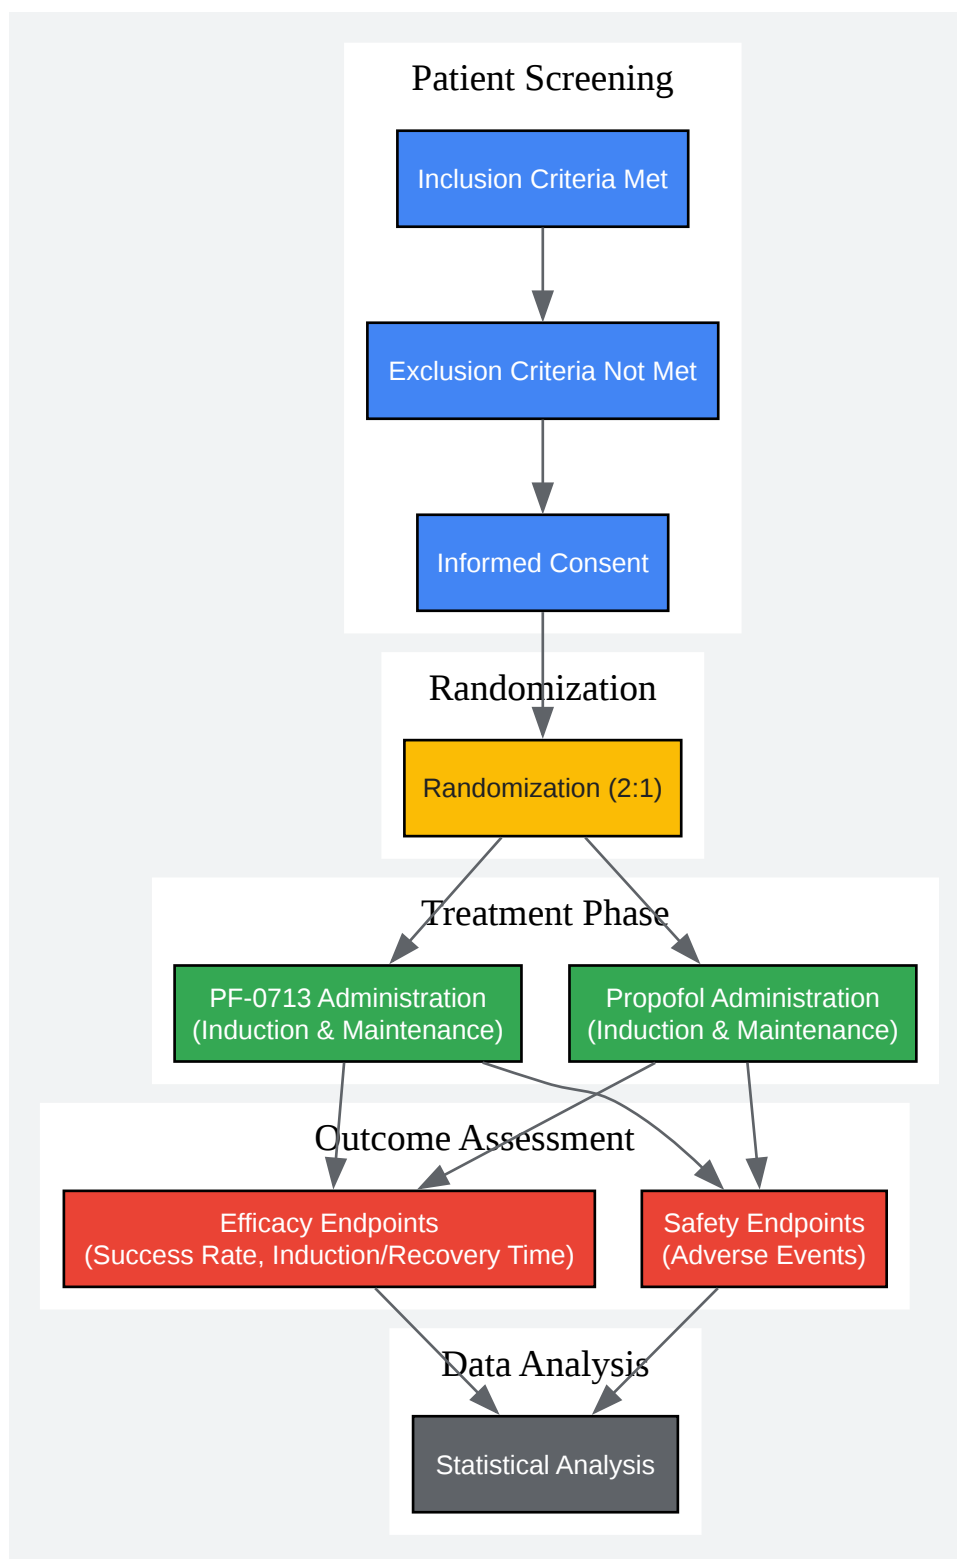 Patient Screening
Inclusion Criteria Met
Exclusion Criteria Not Met
Informed Consent
Randomization
Randomization (2:1)
Treatment Phase
PF-0713 Administration
(Induction & Maintenance)
Propofol Administration
(Induction & Maintenance)
Outcome Assessment
Efficacy Endpoints
(Success Rate, Induction/Recovery Time)
Safety Endpoints
(Adverse Events)
Data Analysis
Statistical Analysis